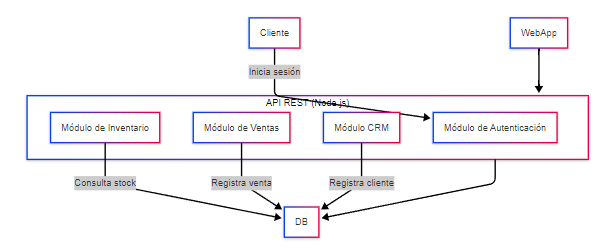 Cliente
WebApp
Inicia sesión
API REST (Node.js)
Módulo de Inventario
Módulo de Ventas
Módulo CRM
Módulo de Autenticación
Consulta stock
Registra venta
Registra cliente
DB